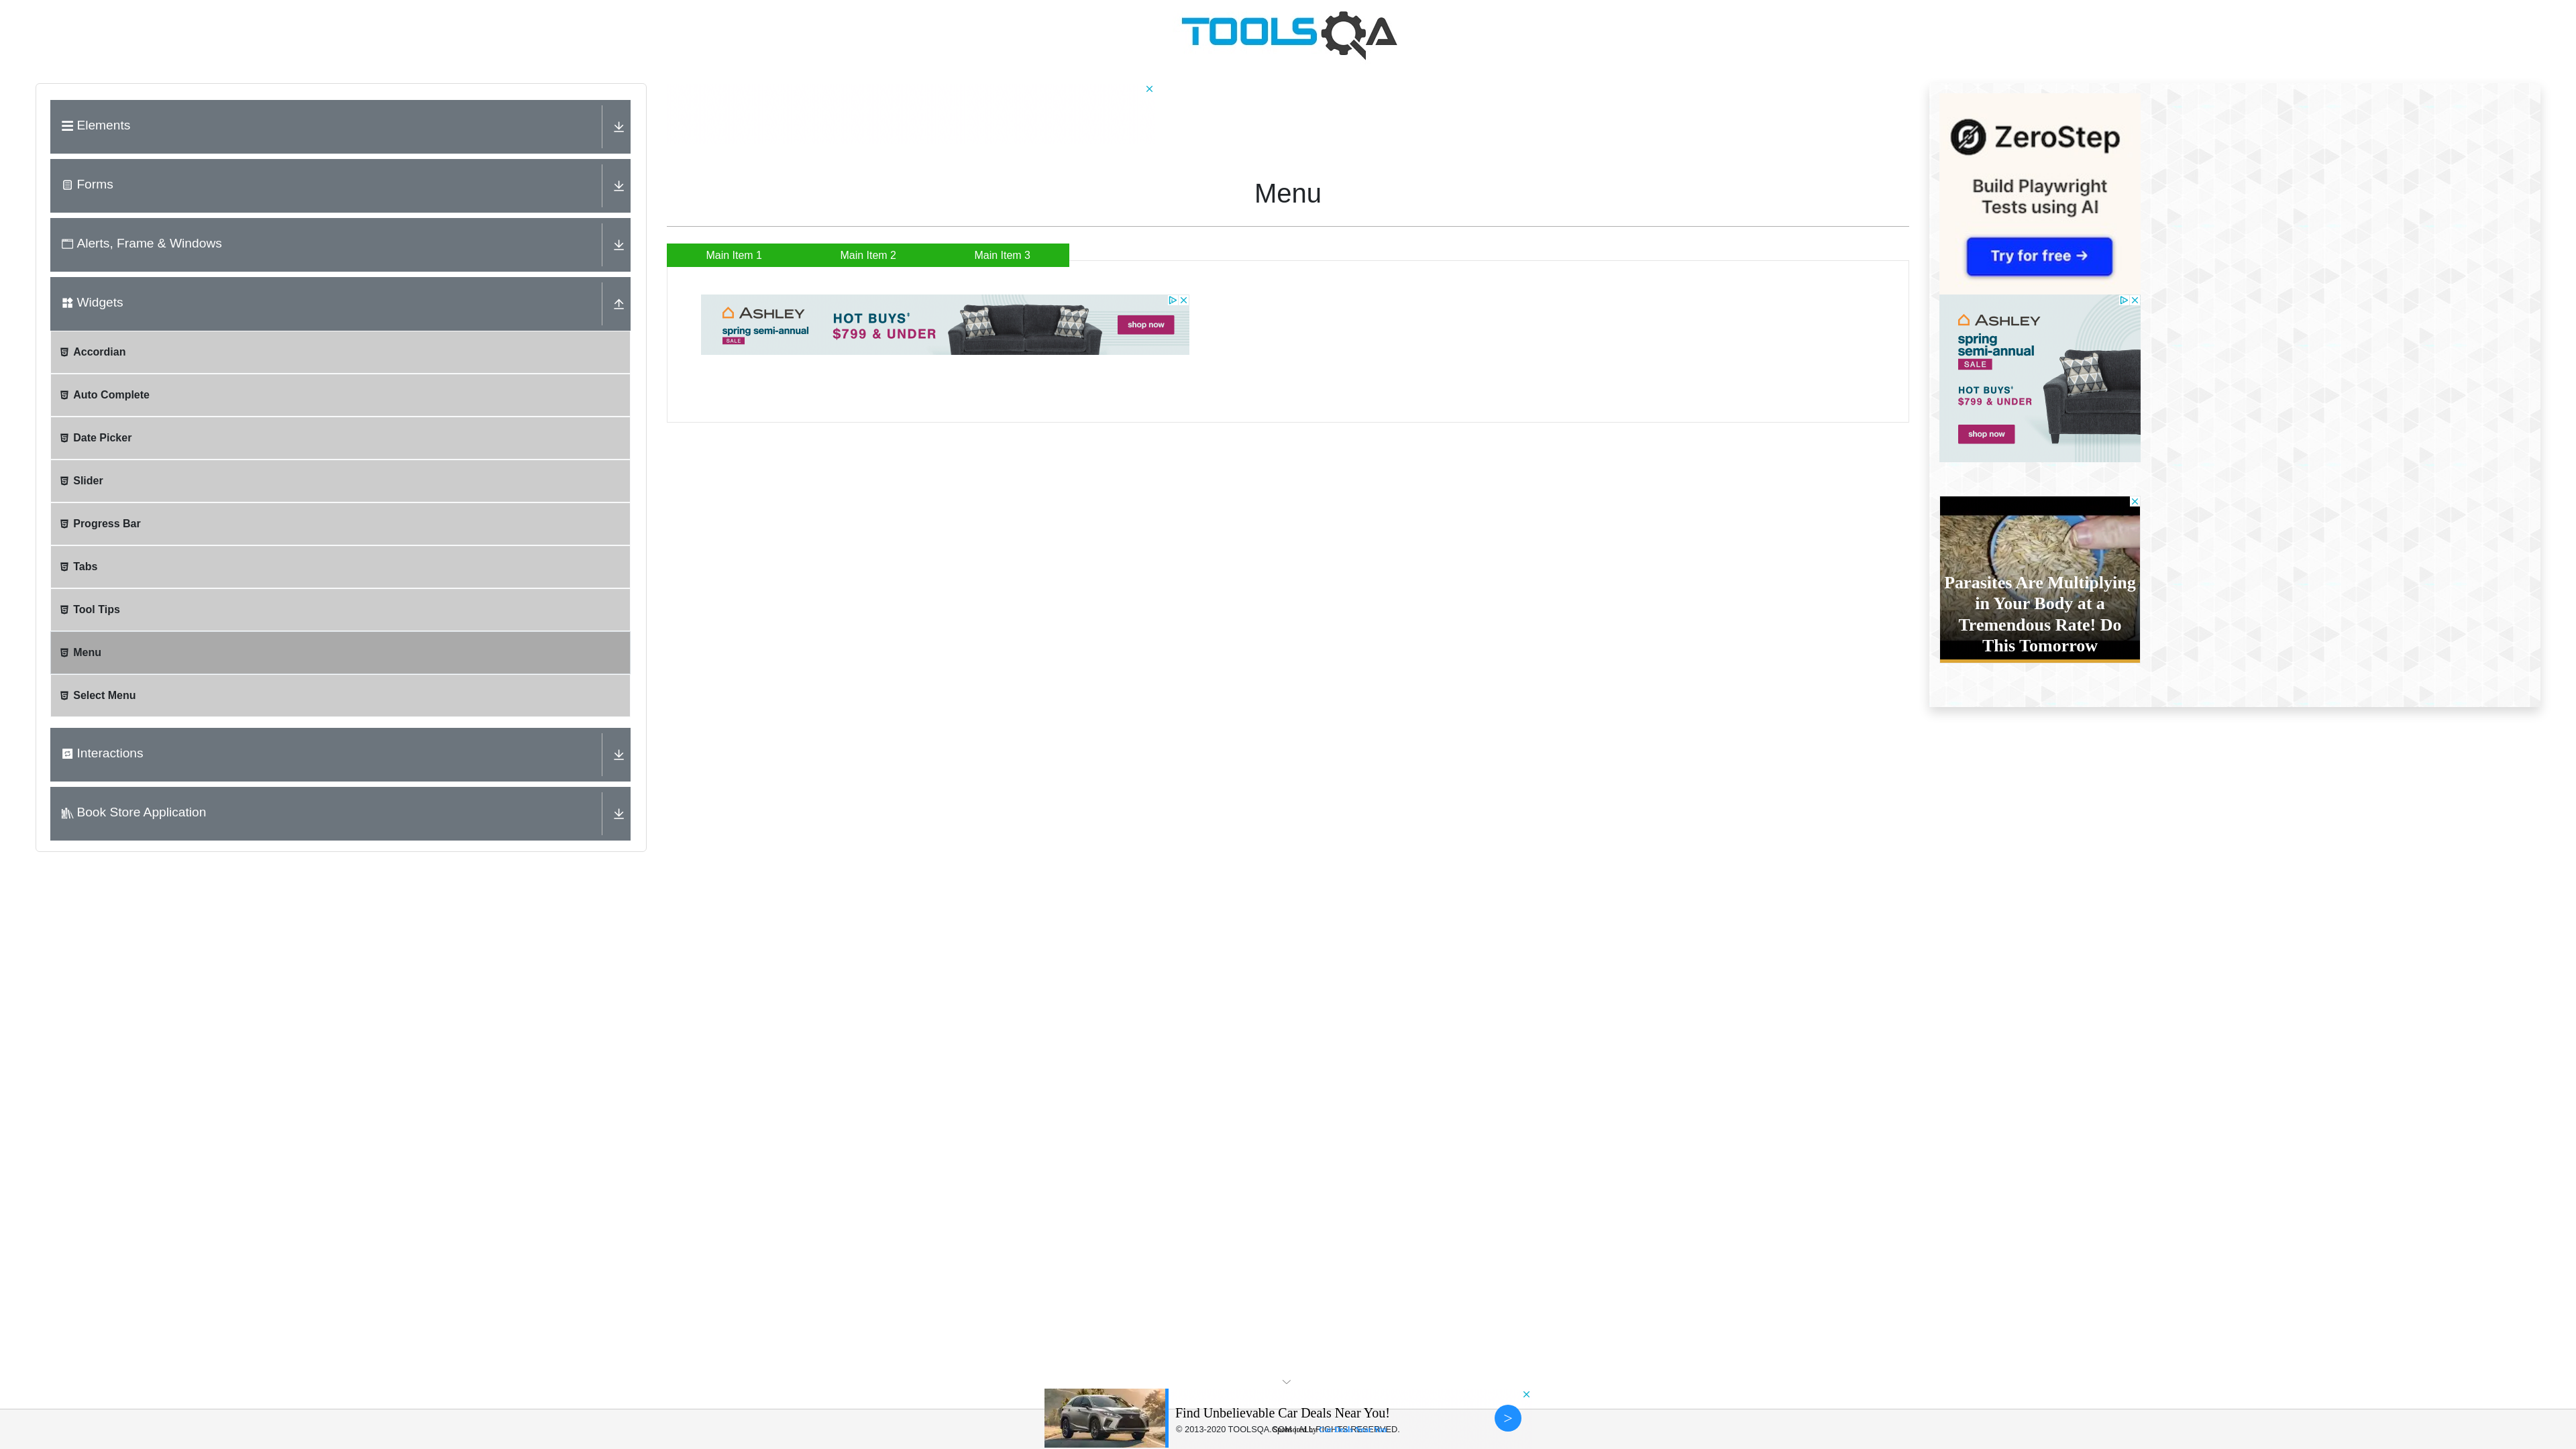 TOOLSQA
Elements
Forms
Alerts, Frame & Windows
Widgets
Accordian
Auto Complete
Date Picker
Slider
Progress Bar
Tabs
Tool Tips
Menu
Select Menu
Interactions
Book Store Application
Menu
Main Item 1
Main Item 2
Main Item 3
ASHLEY
spring semi-annual
SALE
HOT BUYS'
$799 & UNDER
shop now
ZeroStep
Build Playwright
Tests using AI
Try for free →
ASHLEY
spring
semi-annual
SALE
HOT BUYS'
$799 & UNDER
shop now
Parasites Are Multiplying
in Your Body at a
Tremendous Rate! Do
This Tomorrow
Find Unbelievable Car Deals Near You!
>
© 2013-2020 TOOLSQA.COM | ALL RIGHTS RESERVED.